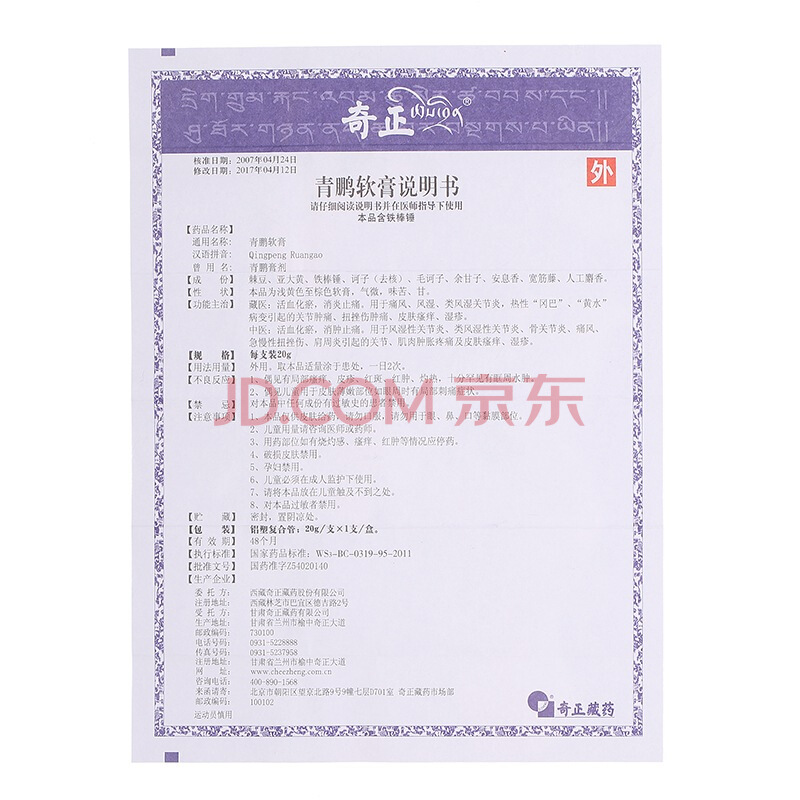 奇正®
核准日期：2007年04月24日
修改日期：2017年04月12日
外
青鹏软膏说明书
请仔细阅读说明书并在医师指导下使用
本品含铁棒锤
【药品名称】
通用名称：青鹏软膏
汉语拼音：Qingpeng Ruangao
曾 用 名：青鹏膏剂
【成 份】棘豆、亚大黄、铁棒锤、诃子（去核）、毛诃子、余甘子、安息香、宽筋藤、人工麝香。
【性 状】本品为浅黄色至棕色软膏，气微，味苦、甘。
【功能主治】藏医：活血化瘀，消炎止痛。用于痛风、风湿、类风湿关节炎，热性“冈巴”、“黄水”
病变引起的关节肿痛、扭挫伤肿痛、皮肤瘙痒、湿疹。
中医：活血化瘀，消肿止痛。用于风湿性关节炎、类风湿性关节炎、骨关节炎、痛风、
急慢性扭挫伤、肩周炎引起的关节、肌肉肿胀疼痛及皮肤瘙痒、湿疹。
【规 格】每支装20g
【用法用量】外用。取本品适量涂于患处，一日2次。
【不良反应】1、偶见有局部瘙痒、皮疹、红斑、红肿、灼热，十分罕见有眼周水肿。
2、偶见儿童用于皮肤薄嫩部位如眼周时有局部刺痛症状。
【禁 忌】对本品中任何成份有过敏史的患者禁用。
【注意事项】1、本品仅供皮肤给药，请勿口服，请勿用于眼、鼻、口等黏膜部位。
2、儿童用量请咨询医师或药师。
3、用药部位如有烧灼感、瘙痒、红肿等情况应停药。
4、破损皮肤禁用。
5、孕妇禁用。
6、儿童必须在成人监护下使用。
7、请将本品放在儿童触及不到之处。
8、对本品过敏者禁用。
JD.COM 京东
【贮 藏】密封，置阴凉处。
【包 装】铝塑复合管：20g/支×1支/盒。
【有 效 期】48个月
【执行标准】国家药品标准：WS3-BC-0319-95-2011
【批准文号】国药准字Z54020140
【生产企业】
委 托 方：西藏奇正藏药股份有限公司
注册地址：西藏林芝市巴宜区德吉路2号
受 托 方：甘肃奇正藏药有限公司
生产地址：甘肃省兰州市榆中奇正大道
邮政编码：730100
电话号码：0931-5228888
传真号码：0931-5237958
注册地址：甘肃省兰州市榆中奇正大道
网 址：www.cheezheng.com.cn
咨询电话：400-890-1568
来函请寄：北京市朝阳区望京北路9号9幢七层D701室 奇正藏药市场部
邮政编码：100102
运动员慎用
奇正藏药